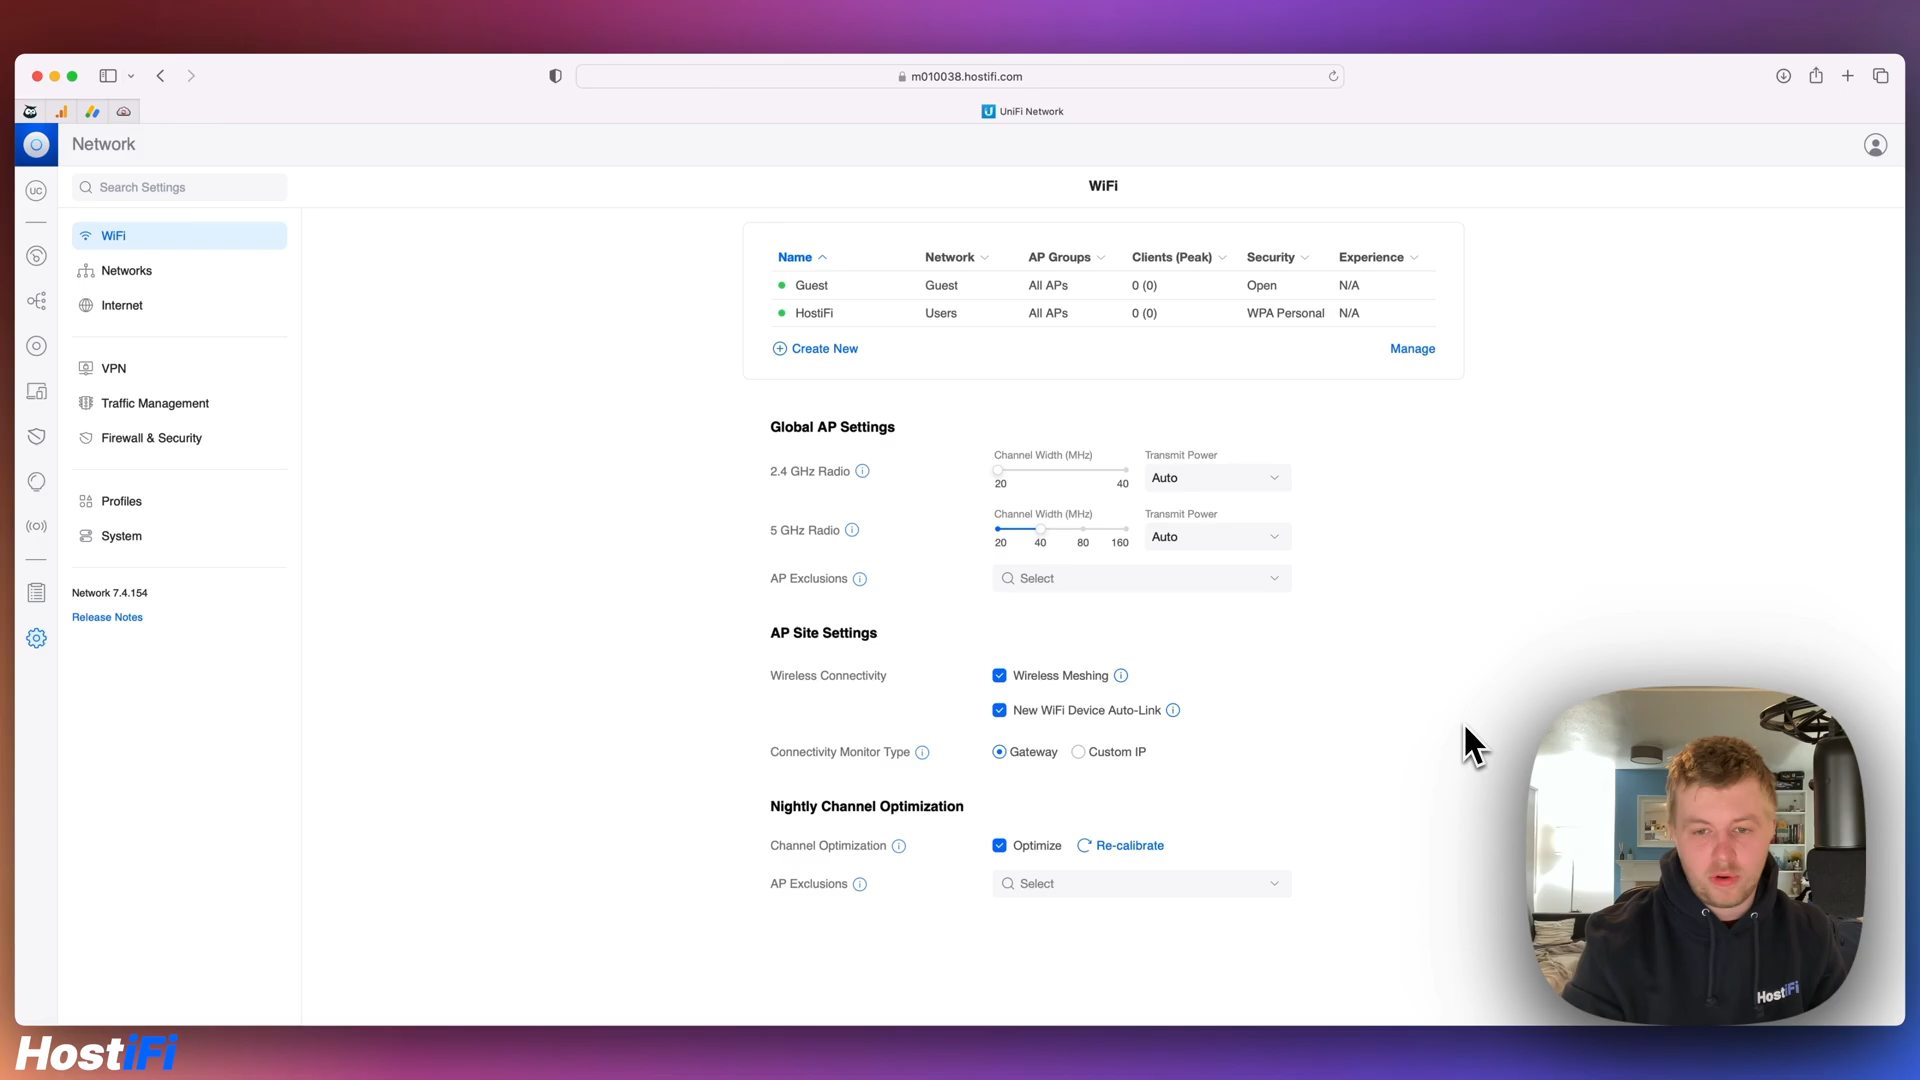 m010038.hostifi.com
UniFi Network
Network
UC
Search Settings
WiFi
WiFi
Networks
Internet
VPN
Traffic Management
Firewall & Security
Profiles
System
Network 7.4.154
Release Notes
Name Network AP Groups Clients (Peak) Security Experience
Guest Guest All APs 0 (0) Open N/A
HostiFi Users All APs 0 (0) WPA Personal N/A
Create New Manage
Global AP Settings
Channel Width (MHz) Transmit Power
2.4 GHz Radio Auto
20 40
Channel Width (MHz) Transmit Power
5 GHz Radio Auto
20 40 80 160
AP Exclusions Select
AP Site Settings
Wireless Connectivity Wireless Meshing
New WiFi Device Auto-Link
Connectivity Monitor Type Gateway Custom IP
Nightly Channel Optimization
Channel Optimization Optimize Re-calibrate
AP Exclusions Select
HostiFi
HostiFi